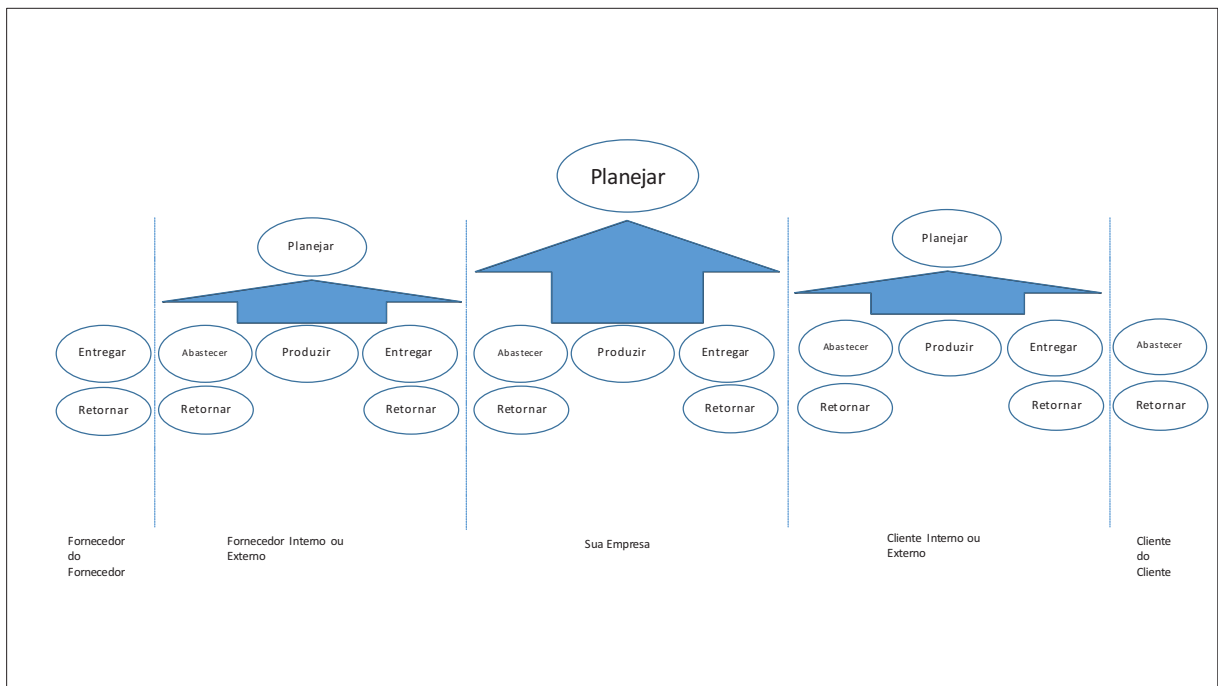 Planejar
Planejar
Planejar
Entregar
Abastecer
Produzir
Entregar
Abastecer
Produzir
Entregar
Abastecer
Produzir
Entregar
Abastecer
Retornar
Retornar
Retornar
Retornar
Retornar
Retornar
Retornar
Retornar
Fornecedor
do
Fornecedor
Fornecedor Interno ou
Externo
Sua Empresa
Cliente Interno ou
Externo
Cliente
do
Cliente